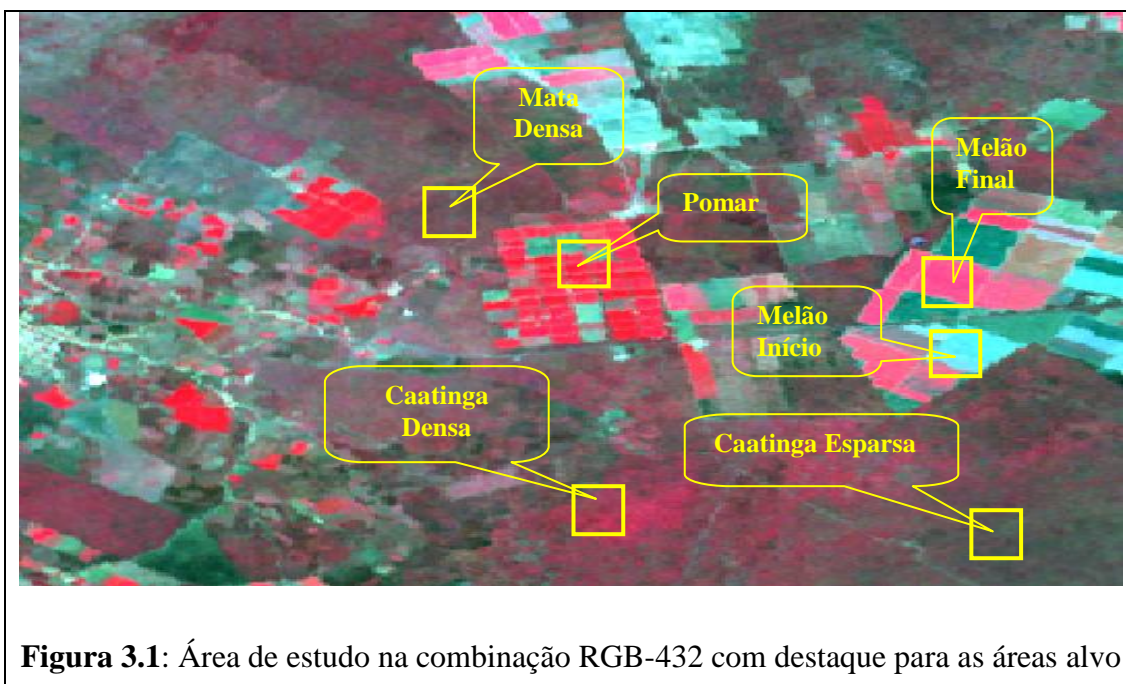 Mata
Densa
Melão
Final
Pomar
Melão
Início
Caatinga
Densa
Caatinga Esparsa
Figura 3.1: Área de estudo na combinação RGB-432 com destaque para as áreas alvo